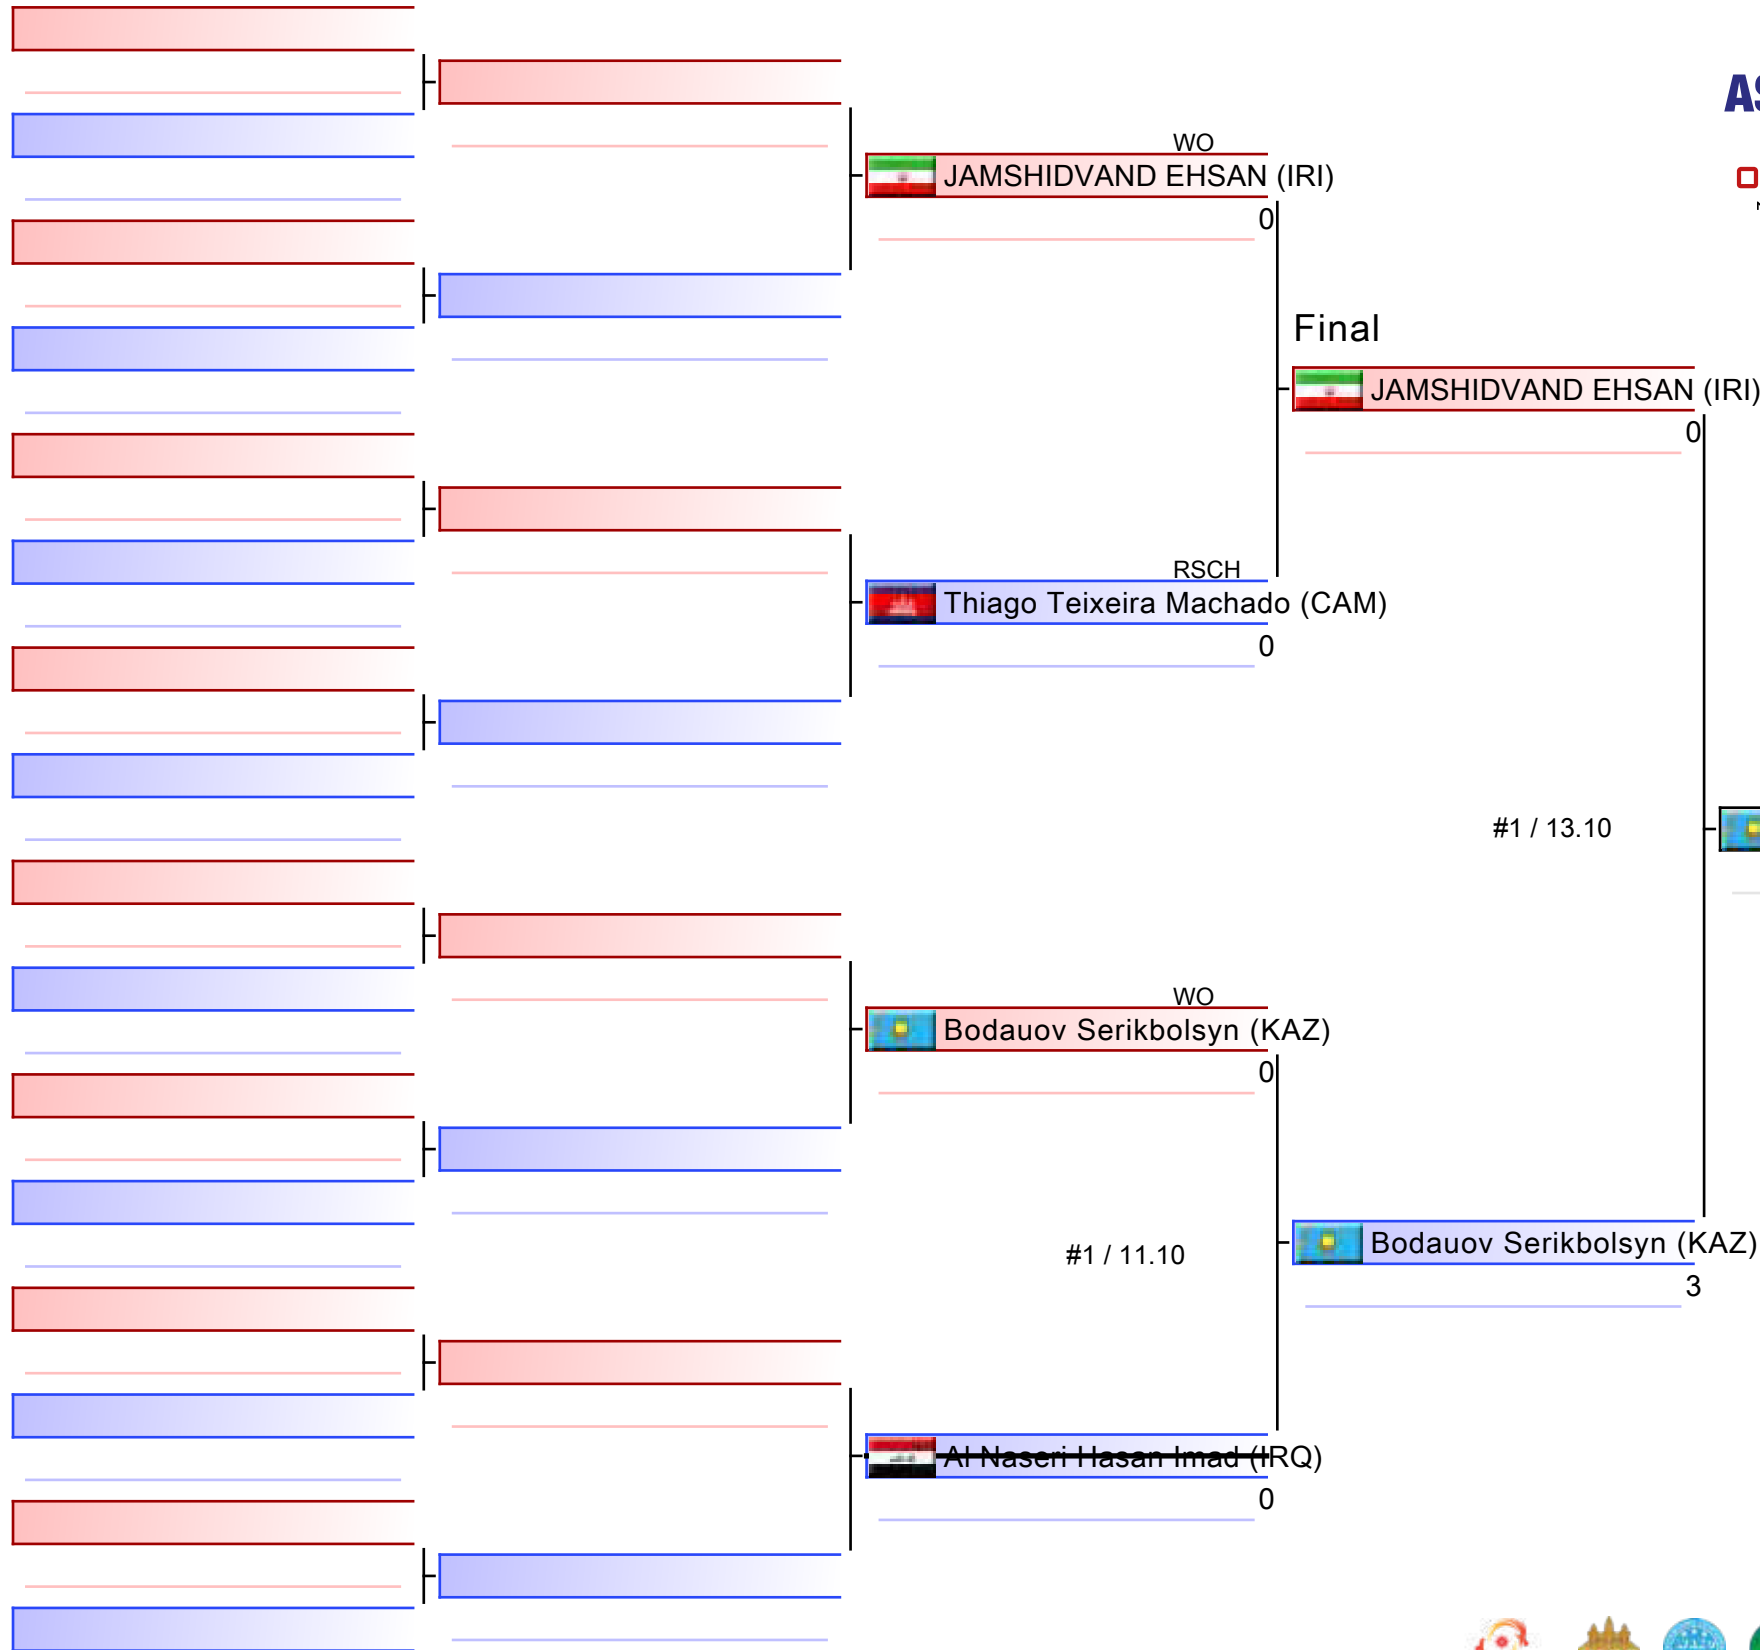 AS
WO
JAMSHIDVAND EHSAN (IRI)
0
Final
JAMSHIDVAND EHSAN (IRI)
0
RSCH
Thiago Teixeira Machado (CAM)
0
#1 / 13.10
WO
Bodauov Serikbolsyn (KAZ)
0
#1 / 11.10
Bodauov Serikbolsyn (KAZ)
3
Al Naseri Hasan Imad (IRQ)
0